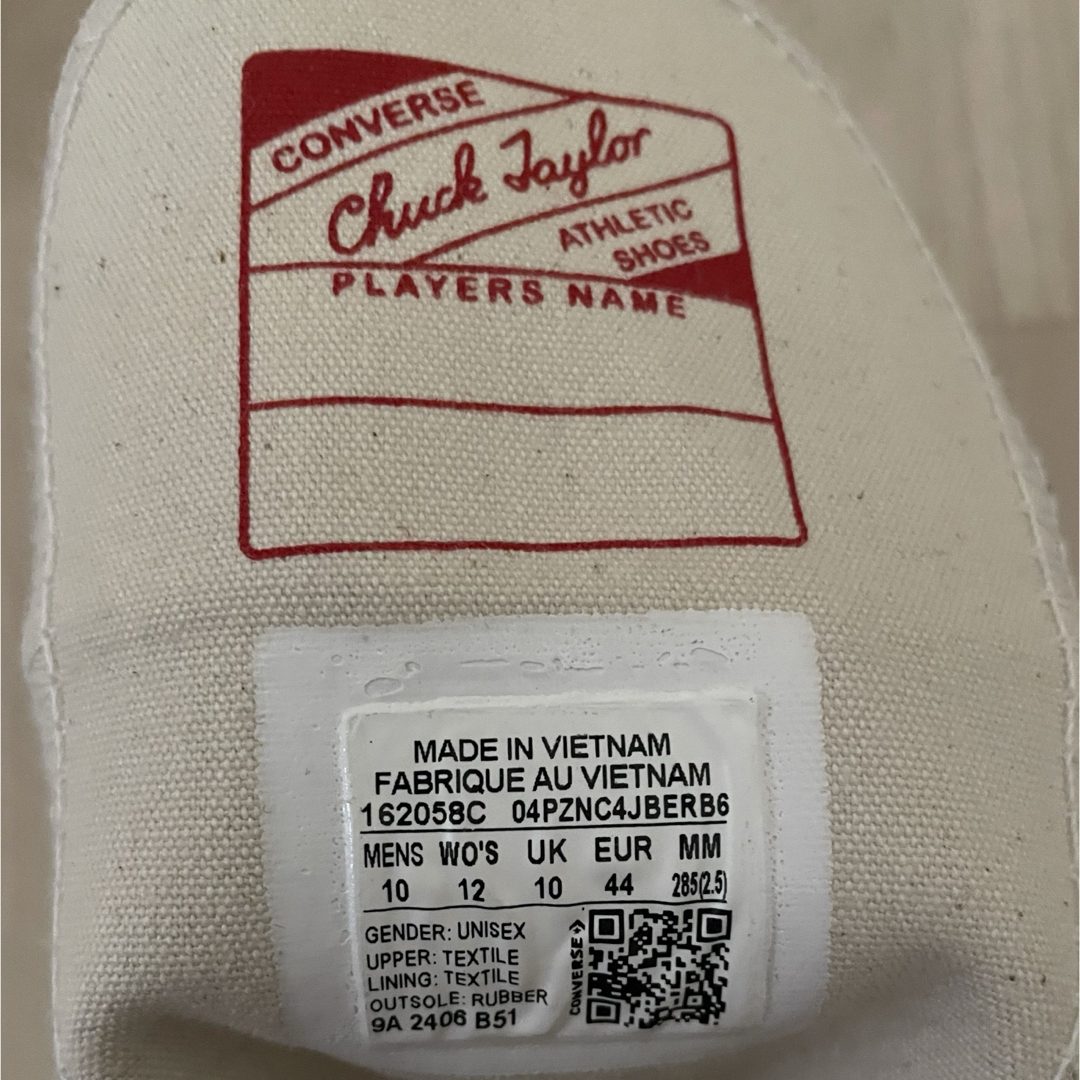 CONVERSE
Chuck Taylor
ATHLETIC
SHOES
PLAYERS NAME
MADE IN VIETNAM
FABRIQUE AU VIETNAM
162058C 04PZNC4JBERB6
MENS WO'S UK EUR MM
10 12 10 44 285(2.5)
GENDER: UNISEX
UPPER: TEXTILE
LINING: TEXTILE
OUTSOLE: RUBBER
9A 2406 B51
CONVERSE